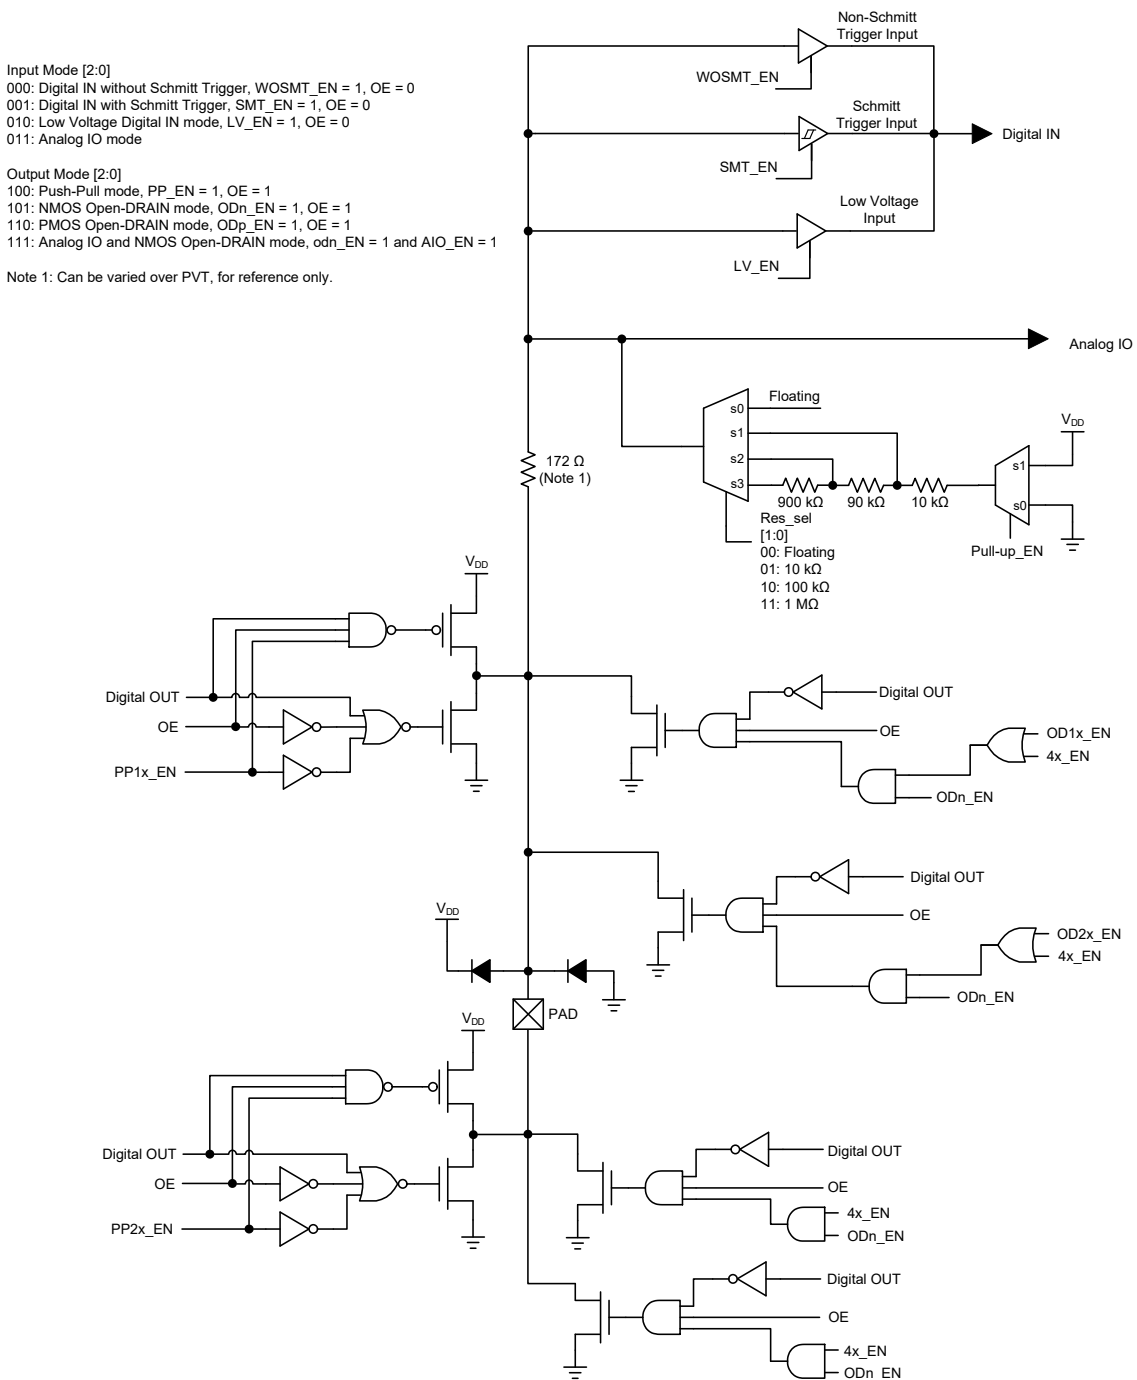 Non-Schmitt
Trigger Input
WOSMT_EN
Input Mode [2:0]
000: Digital IN without Schmitt Trigger, WOSMT_EN = 1, OE = 0
001: Digital IN with Schmitt Trigger, SMT_EN = 1, OE = 0
010: Low Voltage Digital IN mode, LV_EN = 1, OE = 0
011: Analog IO mode
Output Mode [2:0]
100: Push-Pull mode, PP_EN = 1, OE = 1
101: NMOS Open-DRAIN mode, ODn_EN = 1, OE = 1
110: PMOS Open-DRAIN mode, ODp_EN = 1, OE = 1
111: Analog IO and NMOS Open-DRAIN mode, odn_EN = 1 and AIO_EN = 1
Note 1: Can be varied over PVT, for reference only.
Schmitt
Trigger Input
Digital IN
SMT_EN
Low Voltage
Input
LV_EN
Analog IO
172 Ω
(Note 1)
Floating
s0
s1
s2
s3
900 kΩ
90 kΩ
10 kΩ
VDD
s1
s0
Pull-up_EN
Res_sel
[1:0]
00: Floating
01: 10 kΩ
10: 100 kΩ
11: 1 MΩ
VDD
Digital OUT
OE
PP1x_EN
Digital OUT
OE
OD1x_EN
4x_EN
ODn_EN
Digital OUT
OE
OD2x_EN
4x_EN
ODn_EN
VDD
PAD
VDD
Digital OUT
OE
PP2x_EN
Digital OUT
OE
4x_EN
ODn_EN
Digital OUT
OE
4x_EN
ODn_EN